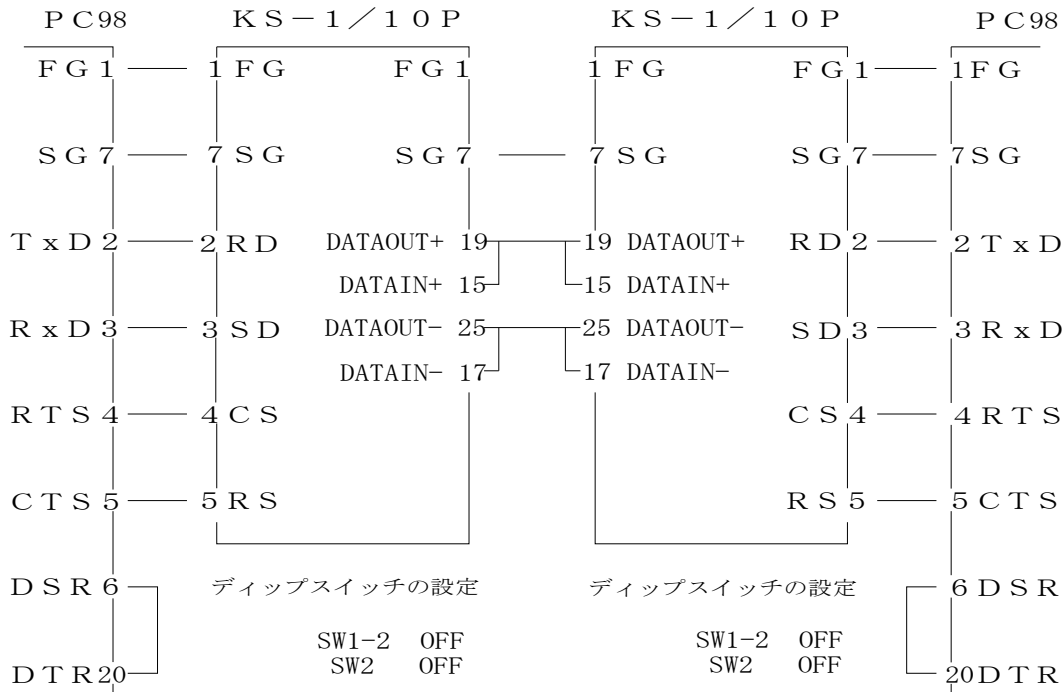 PC98 KS-1/10P KS-1/10P PC98
FG1 1FG FG1 1FG FG1 1FG
SG7 7SG SG7 7SG SG7 7SG
TxD2 2RD DATAOUT+ 19 19 DATAOUT+ RD2 2TxD
DATAIN+ 15 15 DATAIN+
RxD3 3SD DATAOUT- 25 25 DATAOUT- SD3 3RxD
DATAIN- 17 17 DATAIN-
RTS4 4CS CS4 4RTS
CTS5 5RS RS5 5CTS
DSR6 ディップスイッチの設定 ディップスイッチの設定 6DSR
SW1-2 OFF SW1-2 OFF
SW2 OFF SW2 OFF
DTR20 20DTR